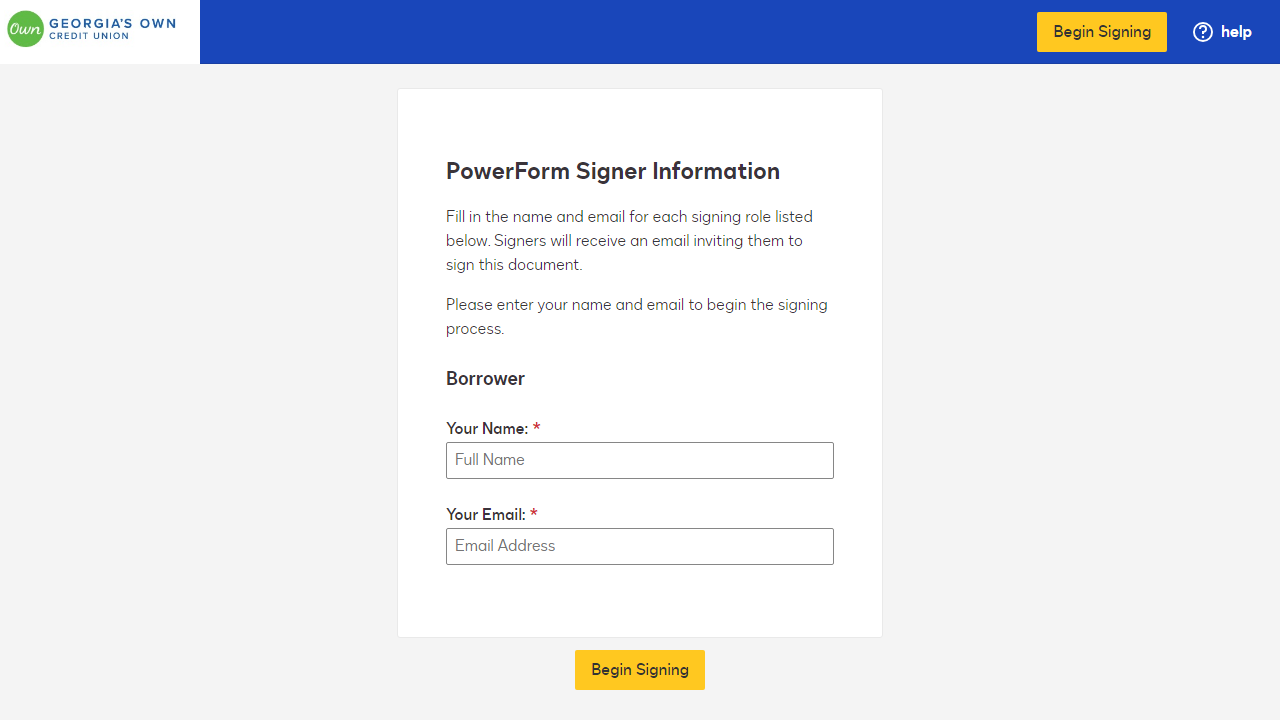 Own GEORGIA'S OWN
CREDIT UNION
Begin Signing
help
PowerForm Signer Information
Fill in the name and email for each signing role listed
below. Signers will receive an email inviting them to
sign this document.
Please enter your name and email to begin the signing
process.
Borrower
Your Name: *
Full Name
Your Email: *
Email Address
Begin Signing